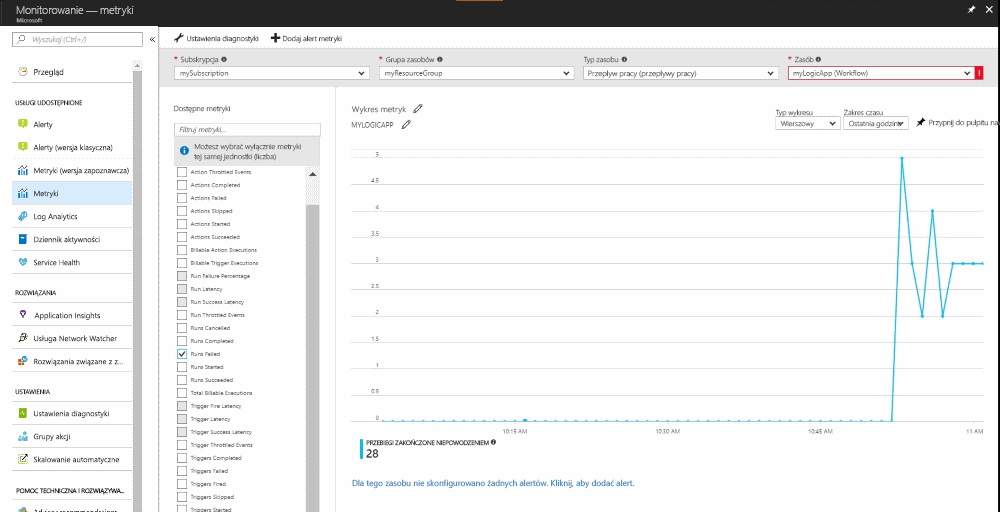 Monitorowanie — metryki
Microsoft
Wyszukaj (Ctrl+/)
«
Przegląd
USŁUGI UDOSTĘPNIONE
Alerty
Alerty (wersja klasyczna)
Metryki (wersja zapoznawcza)
Metryki
Log Analytics
Dziennik aktywności
Service Health
ROZWIĄZANIA
Application Insights
Usługa Network Watcher
Rozwiązania związane z z...
USTAWIENIA
Ustawienia diagnostyki
Grupy akcji
Skalowanie automatyczne
POMOC TECHNICZNA I ROZWIĄZYWA...
Ustawienia diagnostyki
Dodaj alert metryki
* Subskrypcja
mySubscription
* Grupa zasobów
myResourceGroup
Typ zasobu
Przepływ pracy (przepływy pracy)
* Zasób
myLogicApp (Workflow)
Dostępne metryki
Filtruj metryki...
Możesz wybrać wyłącznie metryki
tej samej jednostki (liczba)
Action Throttled Events
Actions Completed
Actions Failed
Actions Skipped
Actions Started
Actions Succeeded
Billable Action Executions
Billable Trigger Executions
Run Failure Percentage
Run Latency
Run Success Latency
Run Throttled Events
Runs Cancelled
Runs Completed
Runs Failed
Runs Started
Runs Succeeded
Total Billable Executions
Trigger Fire Latency
Trigger Latency
Trigger Success Latency
Trigger Throttled Events
Triggers Completed
Triggers Failed
Triggers Fired
Triggers Skipped
Triggers Started
Wykres metryk
MYLOGICAPP
Typ wykresu
Wierszowy
Zakres czasu
Ostatnia godzina
Przypnij do pulpitu na
5
4.5
4
3.5
3
2.5
2
1.5
1
0.5
0
10:15 AM
10:30 AM
10:45 AM
11 AM
PRZEBIEGI ZAKOŃCZONE NIEPOWODZENIEM
28
Dla tego zasobu nie skonfigurowano żadnych alertów. Kliknij, aby dodać alert.